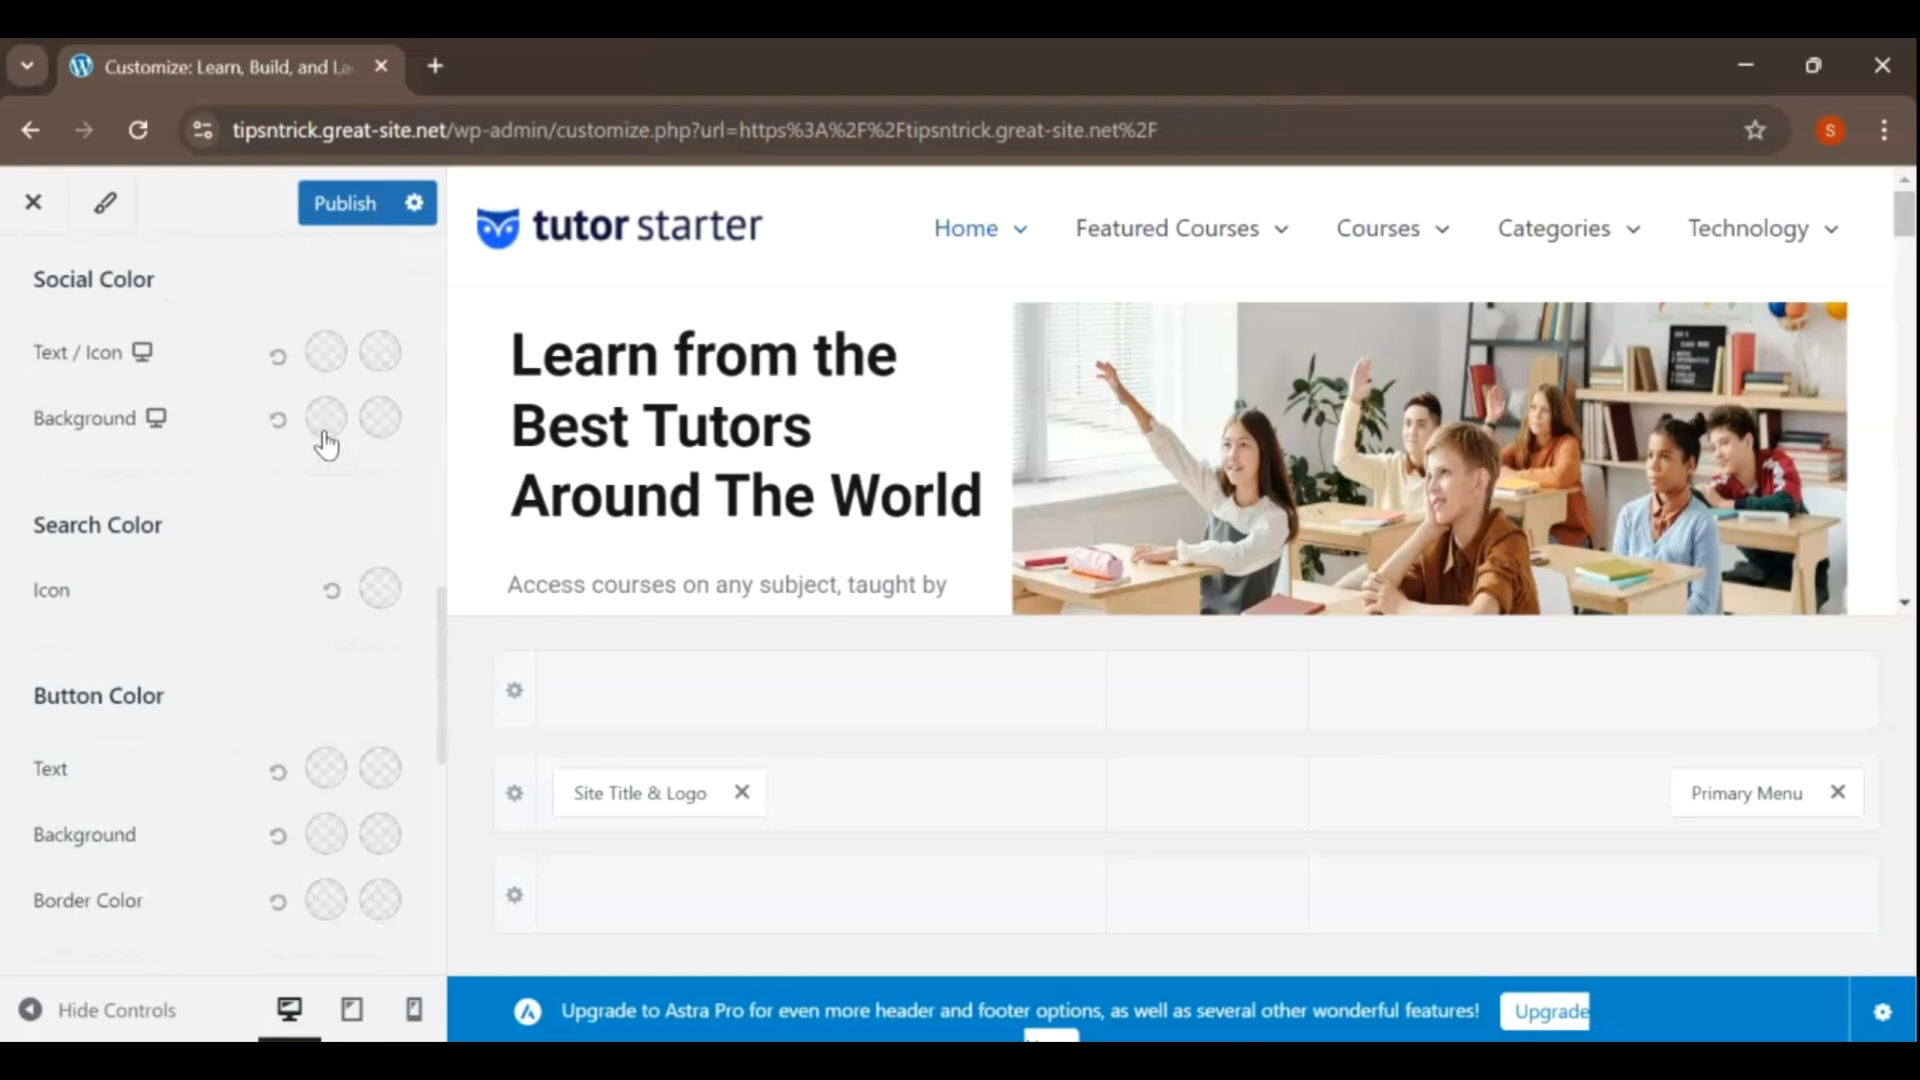 Customize: Learn, Build, and La
tipsntrick.great-site.net/wp-admin/customize.php?url=https%3A%2F%2Ftipsntrick.great-site.net%2F
S
Publish
Social Color
Text / Icon
Background
Search Color
Icon
Button Color
Text
Background
Border Color
Hide Controls
tutor starter
Home
Featured Courses
Courses
Categories
Technology
Learn from the
Best Tutors
Around The World
Access courses on any subject, taught by
Site Title & Logo
Primary Menu
Upgrade to Astra Pro for even more header and footer options, as well as several other wonderful features!
Upgrade